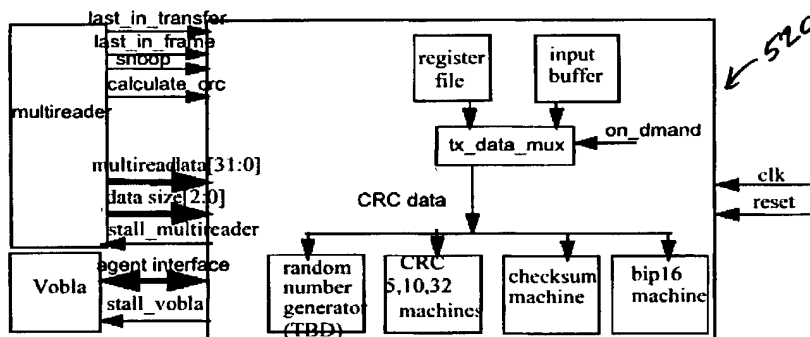 last_in_transfer
last_in_frame
snoop
calculate_crc
multireader
multireadata[31:0]
data size[2:0]
stall_multireader
Vobla
agent interface
stall_vobla
register
file
input
buffer
tx_data_mux
on_dmand
CRC data
random
number
generator
(TBD)
CRC
5,10,32
machines
checksum
machine
bip16
machine
clk
reset
520